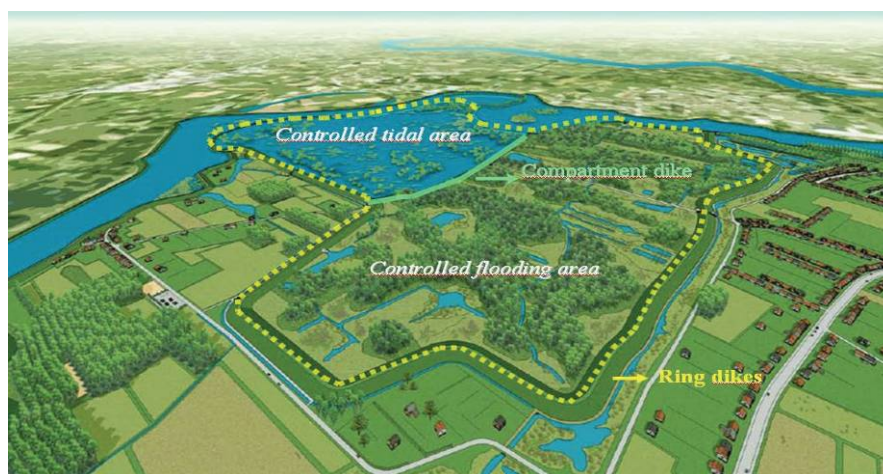 Controlled tidal area
Compartment dike
Controlled flooding area
Ring dikes